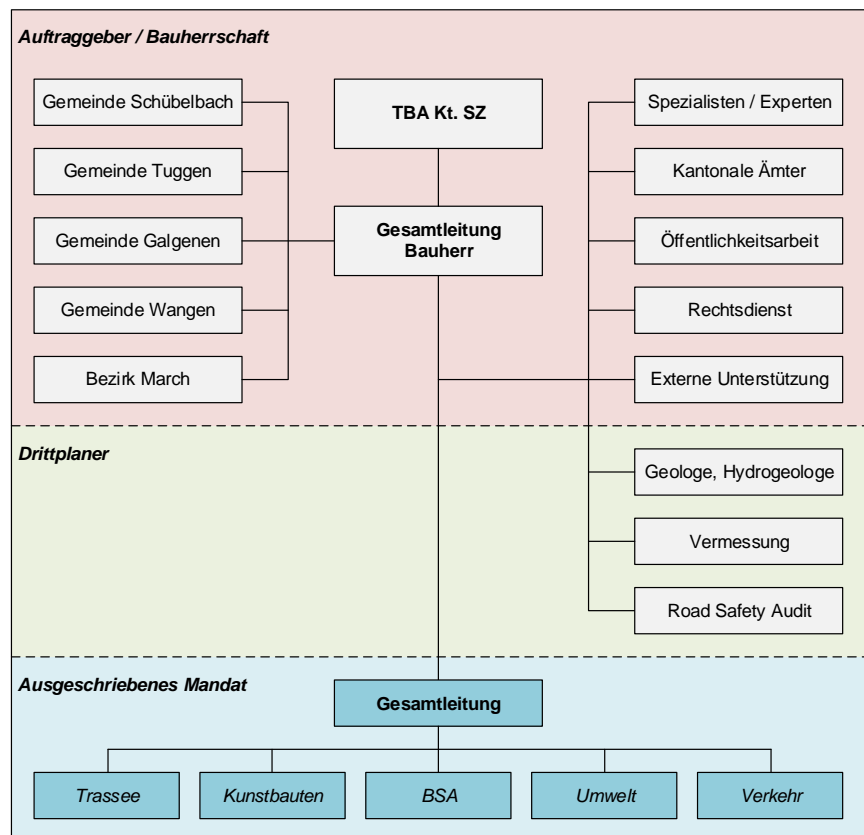 Auftraggeber / Bauherrschaft
Gemeinde Schübelbach
Gemeinde Tuggen
Gemeinde Galgenen
Gemeinde Wangen
Bezirk March
TBA Kt. SZ
Gesamtleitung
Bauherr
Spezialisten / Experten
Kantonale Ämter
Öffentlichkeitsarbeit
Rechtsdienst
Externe Unterstützung
Drittplaner
Geologe, Hydrogeologe
Vermessung
Road Safety Audit
Ausgeschriebenes Mandat
Gesamtleitung
Trassee
Kunstbauten
BSA
Umwelt
Verkehr